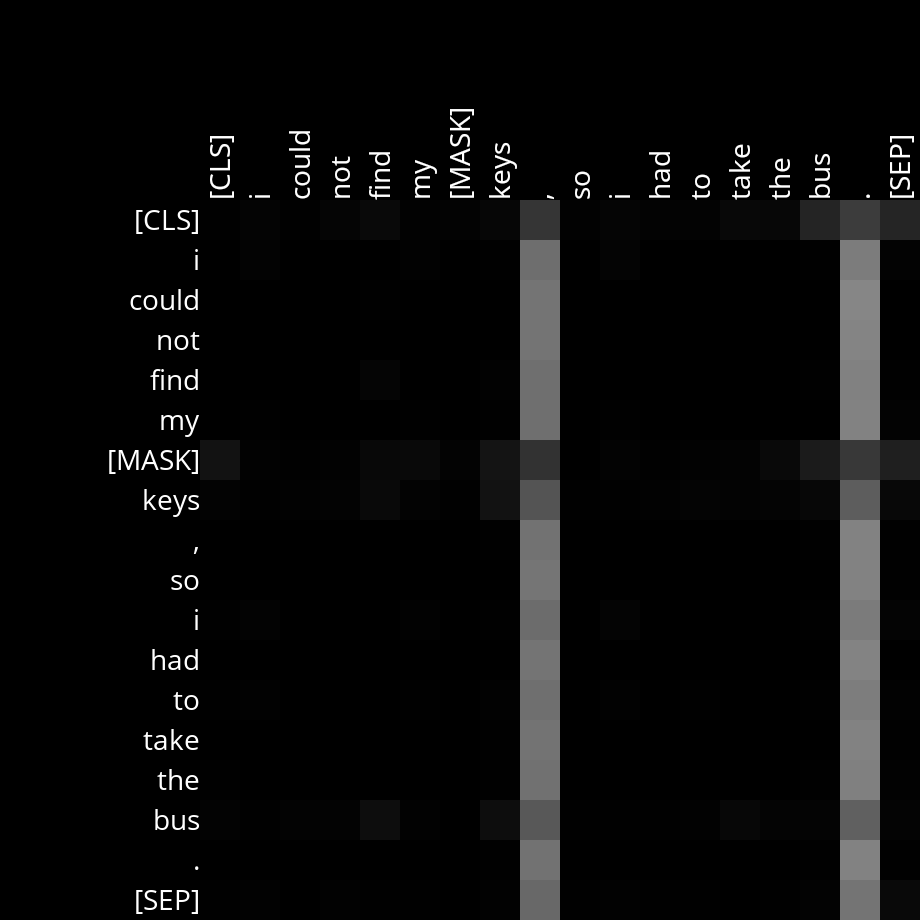 [CLS] i could not find my [MASK] keys , so i had to take the bus . [SEP]
[CLS]
i
could
not
find
my
[MASK]
keys
,
so
i
had
to
take
the
bus
.
[SEP]